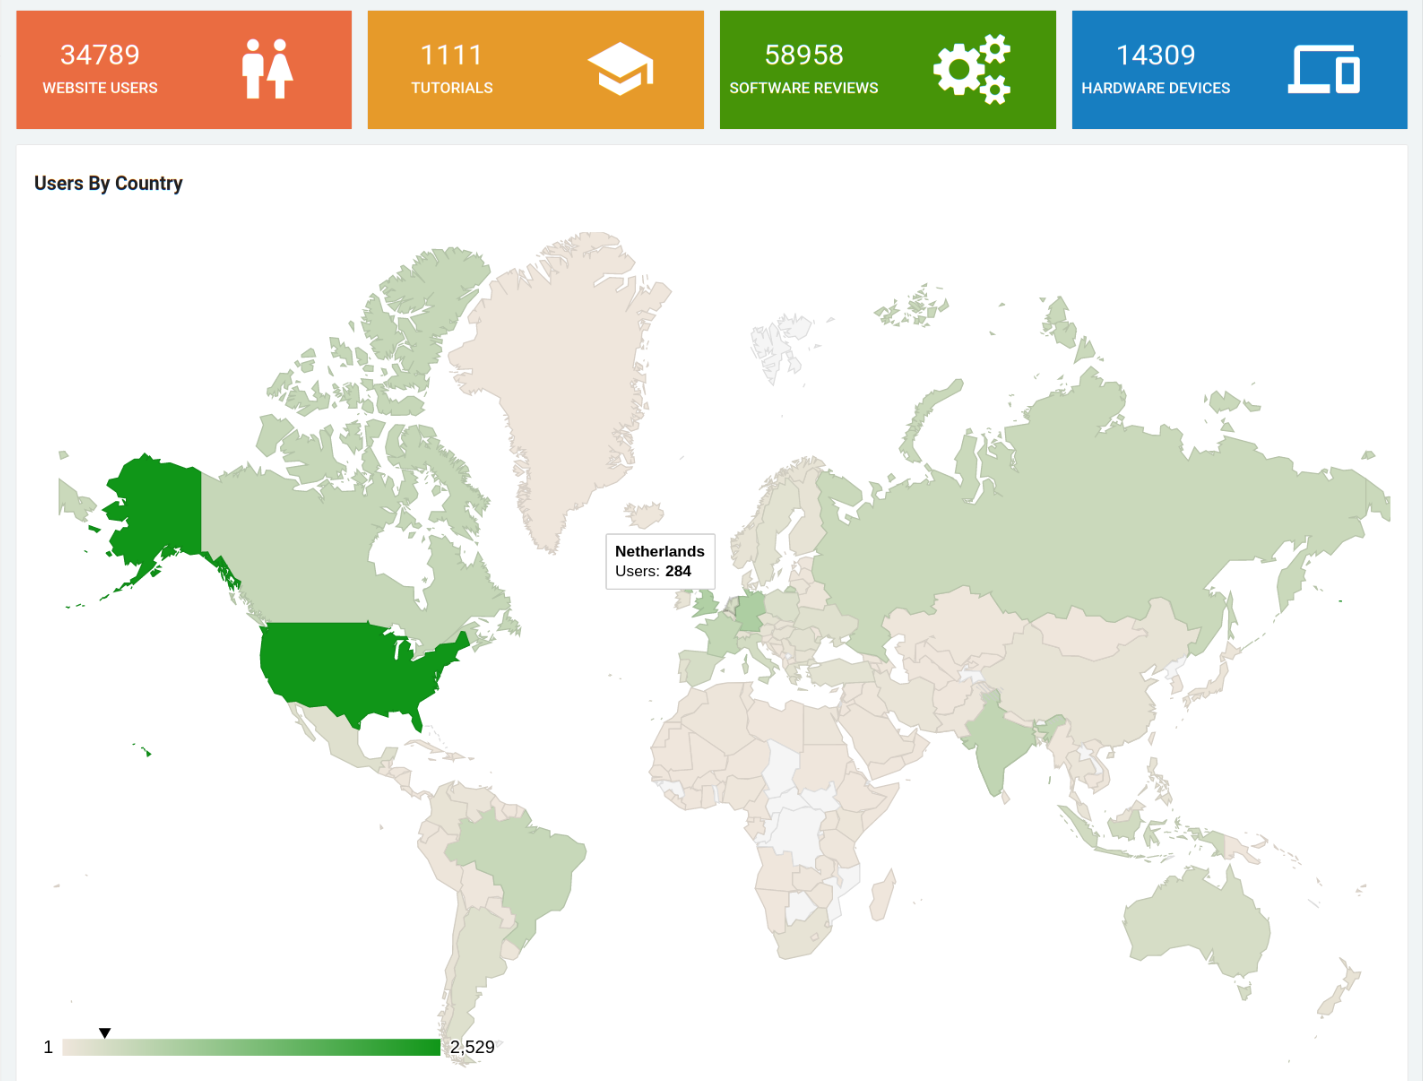 34789
WEBSITE USERS
1111
TUTORIALS
58958
SOFTWARE REVIEWS
14309
HARDWARE DEVICES
Users By Country
Netherlands
Users: 284
1
2,529